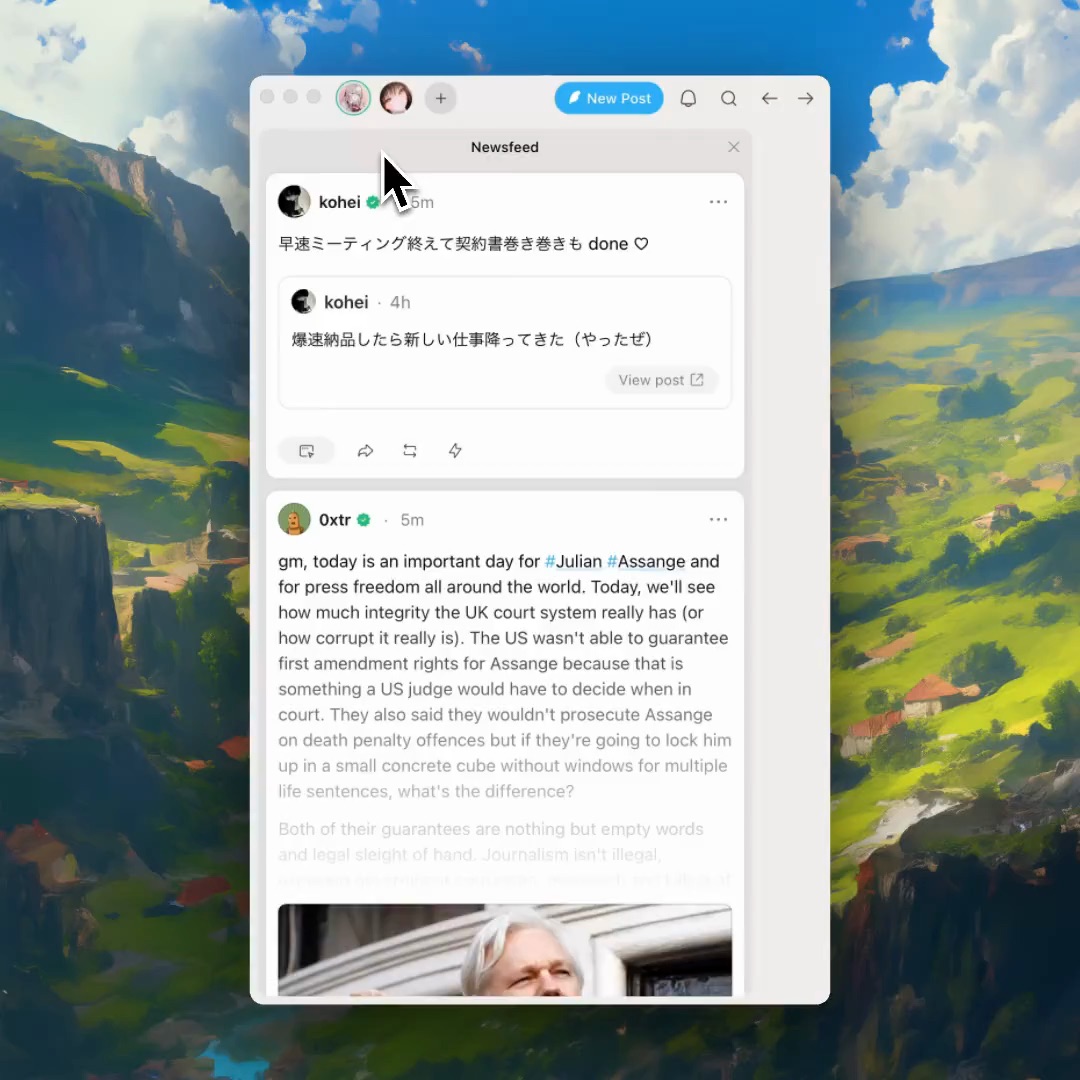 New Post
Newsfeed
kohei 5m
早速ミーティング終えて契約書巻き巻きも done ♡
kohei · 4h
爆速納品したら新しい仕事降ってきた（やったぜ）
View post
0xtr · 5m
gm, today is an important day for #Julian #Assange and
for press freedom all around the world. Today, we'll see
how much integrity the UK court system really has (or
how corrupt it really is). The US wasn't able to guarantee
first amendment rights for Assange because that is
something a US judge would have to decide when in
court. They also said they wouldn't prosecute Assange
on death penalty offences but if they're going to lock him
up in a small concrete cube without windows for multiple
life sentences, what's the difference?
Both of their guarantees are nothing but empty words
and legal sleight of hand. Journalism isn't illegal,